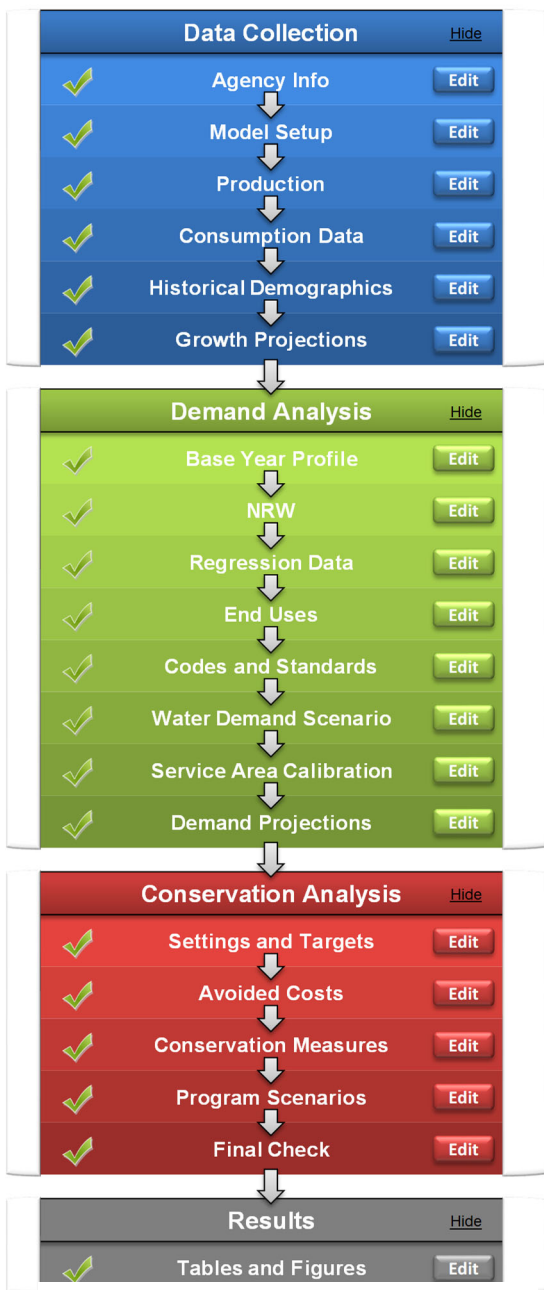 Data Collection Hide
Agency Info Edit
Model Setup Edit
Production Edit
Consumption Data Edit
Historical Demographics Edit
Growth Projections Edit
Demand Analysis Hide
Base Year Profile Edit
NRW Edit
Regression Data Edit
End Uses Edit
Codes and Standards Edit
Water Demand Scenario Edit
Service Area Calibration Edit
Demand Projections Edit
Conservation Analysis Hide
Settings and Targets Edit
Avoided Costs Edit
Conservation Measures Edit
Program Scenarios Edit
Final Check Edit
Results Hide
Tables and Figures Edit